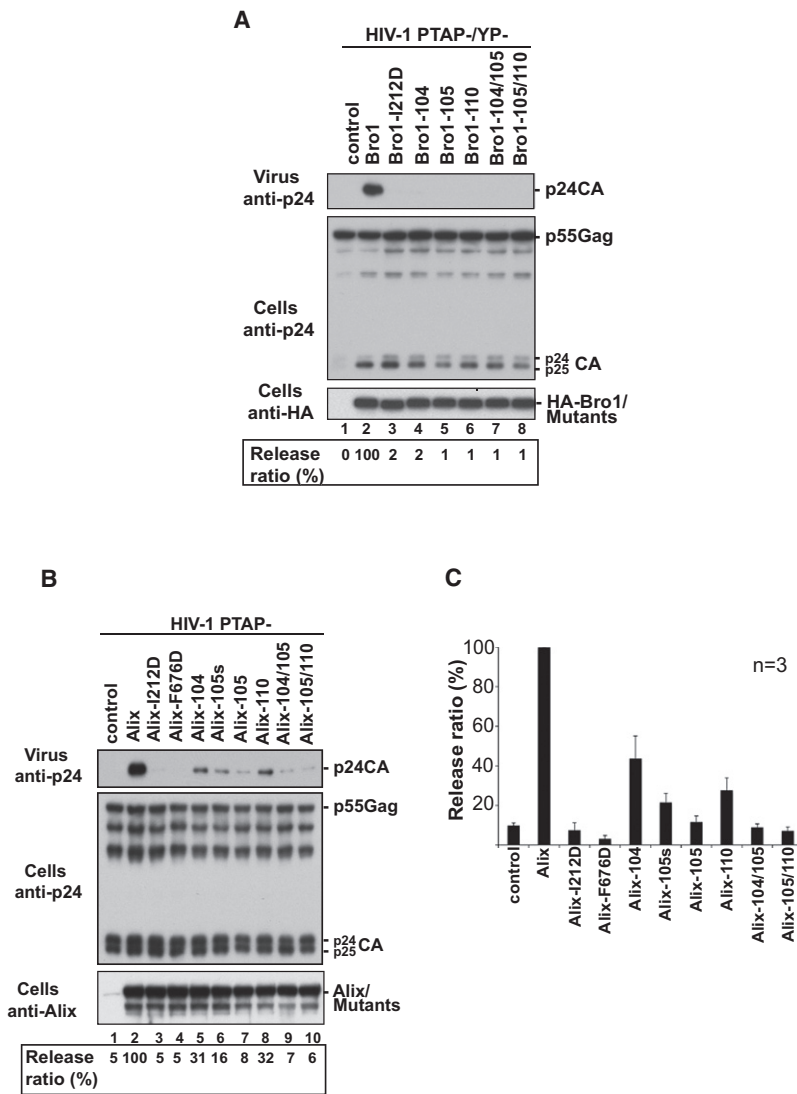 A
HIV-1 PTAP-/YP-
control
Bro1
Bro1-I212D
Bro1-104
Bro1-105
Bro1-110
Bro1-104/105
Bro1-105/110
Virus
anti-p24
p24CA
p55Gag
Cells
anti-p24
p24
p25 CA
Cells
anti-HA
HA-Bro1/
Mutants
1 2 3 4 5 6 7 8
Release
ratio (%)
0 100 2 2 1 1 1 1
B
HIV-1 PTAP-
control
Alix
Alix-I212D
Alix-F676D
Alix-104
Alix-105s
Alix-105
Alix-110
Alix-104/105
Alix-105/110
Virus
anti-p24
p24CA
p55Gag
Cells
anti-p24
p24
p25 CA
Cells
anti-Alix
Alix/
Mutants
1 2 3 4 5 6 7 8 9 10
Release
ratio (%)
5 100 5 5 31 16 8 32 7 6
C
Release ratio (%)
100
80
60
40
20
n=3
control
Alix
Alix-I212D
Alix-F676D
Alix-104
Alix-105s
Alix-105
Alix-110
Alix-104/105
Alix-105/110